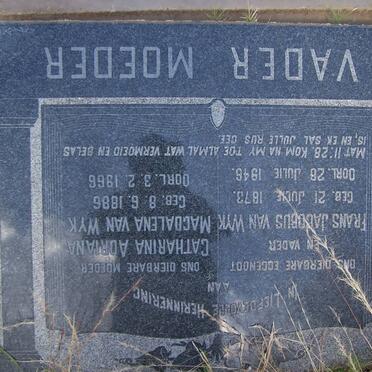 IN LIEFDEVOLLE HERINNERING
AAN
ONS DIERBARE EGGENOOT
EN VADER
FRANS JACOBUS VAN WYK
GEB. 21 JULIE 1873.
OORL. 28 JULIE 1946.
ONS DIERBARE MOEDER
CATHARINA ADRIANA
MAGDALENA VAN WYK
GEB. 8. 6. 1886
OORL. 3. 2. 1966
MAT. 11:28. KOM NA MY TOE ALMAL WAT VERMOEID EN BELAS
IS, EN EK SAL JULLE RUS GEE
VADER MOEDER